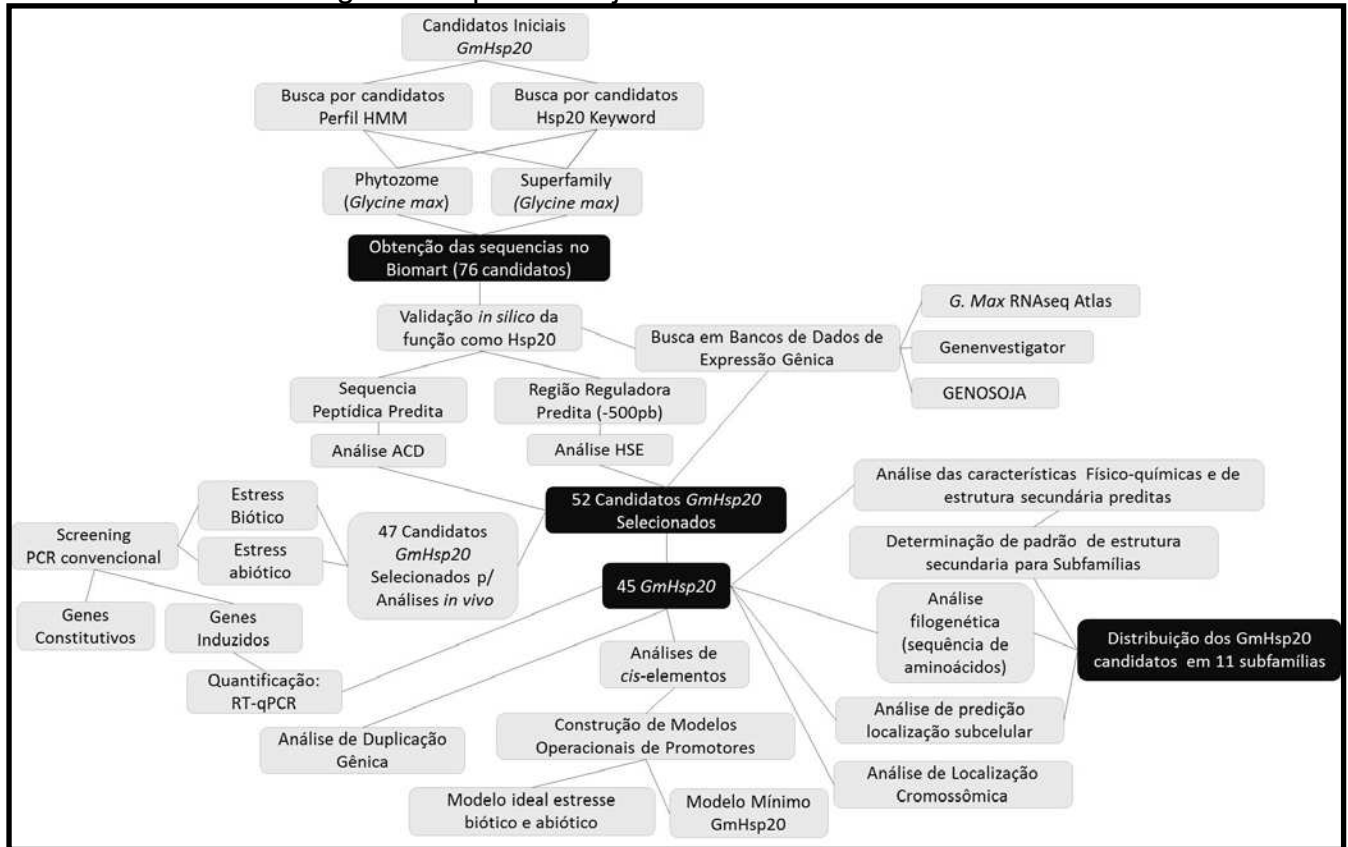 Candidatos Iniciais
GmHsp20
Busca por candidatos
Perfil HMM
Busca por candidatos
Hsp20 Keyword
Phytozome
(Glycine max)
Superfamily
(Glycine max)
Obtenção das sequencias no
Biomart (76 candidatos)
Validação in silico da
função como Hsp20
Busca em Bancos de Dados de
Expressão Gênica
G. Max RNAseq Atlas
Genenvestigator
GENOSOJA
Sequencia
Peptídica Predita
Região Reguladora
Predita (-500pb)
Análise ACD
Análise HSE
52 Candidatos GmHsp20
Selecionados
Estress
Biótico
Screening
PCR convencional
Estress
abiótico
47 Candidatos
GmHsp20
Selecionados p/
Análises in vivo
45 GmHsp20
Genes
Constitutivos
Genes
Induzidos
Quantificação:
RT-qPCR
Análise de Duplicação
Gênica
Análises de
cis-elementos
Construção de Modelos
Operacionais de Promotores
Modelo ideal estresse
biótico e abiótico
Modelo Mínimo
GmHsp20
Análise das características Físico-químicas e de
estrutura secundária preditas
Determinação de padrão de estrutura
secundaria para Subfamílias
Análise
filogenética
(sequência de
aminoácidos)
Distribuição dos GmHsp20
candidatos em 11 subfamílias
Análise de predição
localização subcelular
Análise de Localização
Cromossômica